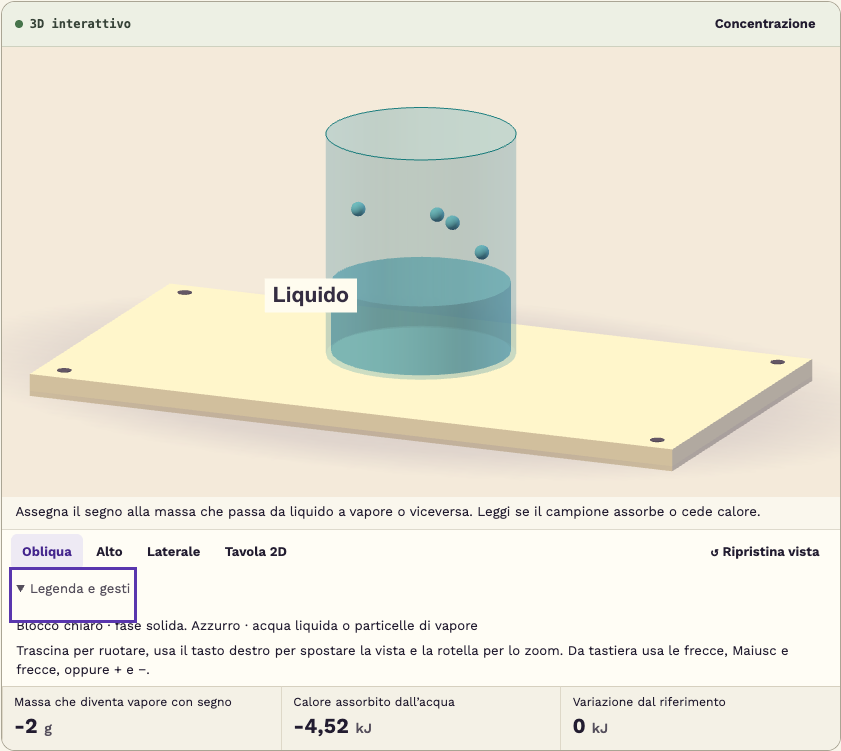 3D interattivo
Concentrazione
Liquido
Assegna il segno alla massa che passa da liquido a vapore o viceversa. Leggi se il campione assorbe o cede calore.
Obliqua Alto Laterale Tavola 2D ↺ Ripristina vista
▼ Legenda e gesti
Blocco chiaro · fase solida. Azzurro · acqua liquida o particelle di vapore
Trascina per ruotare, usa il tasto destro per spostare la vista e la rotella per lo zoom. Da tastiera usa le frecce, Maiusc e
frecce, oppure + e −.
Massa che diventa vapore con segno
-2 g
Calore assorbito dall'acqua
-4,52 kJ
Variazione dal riferimento
0 kJ